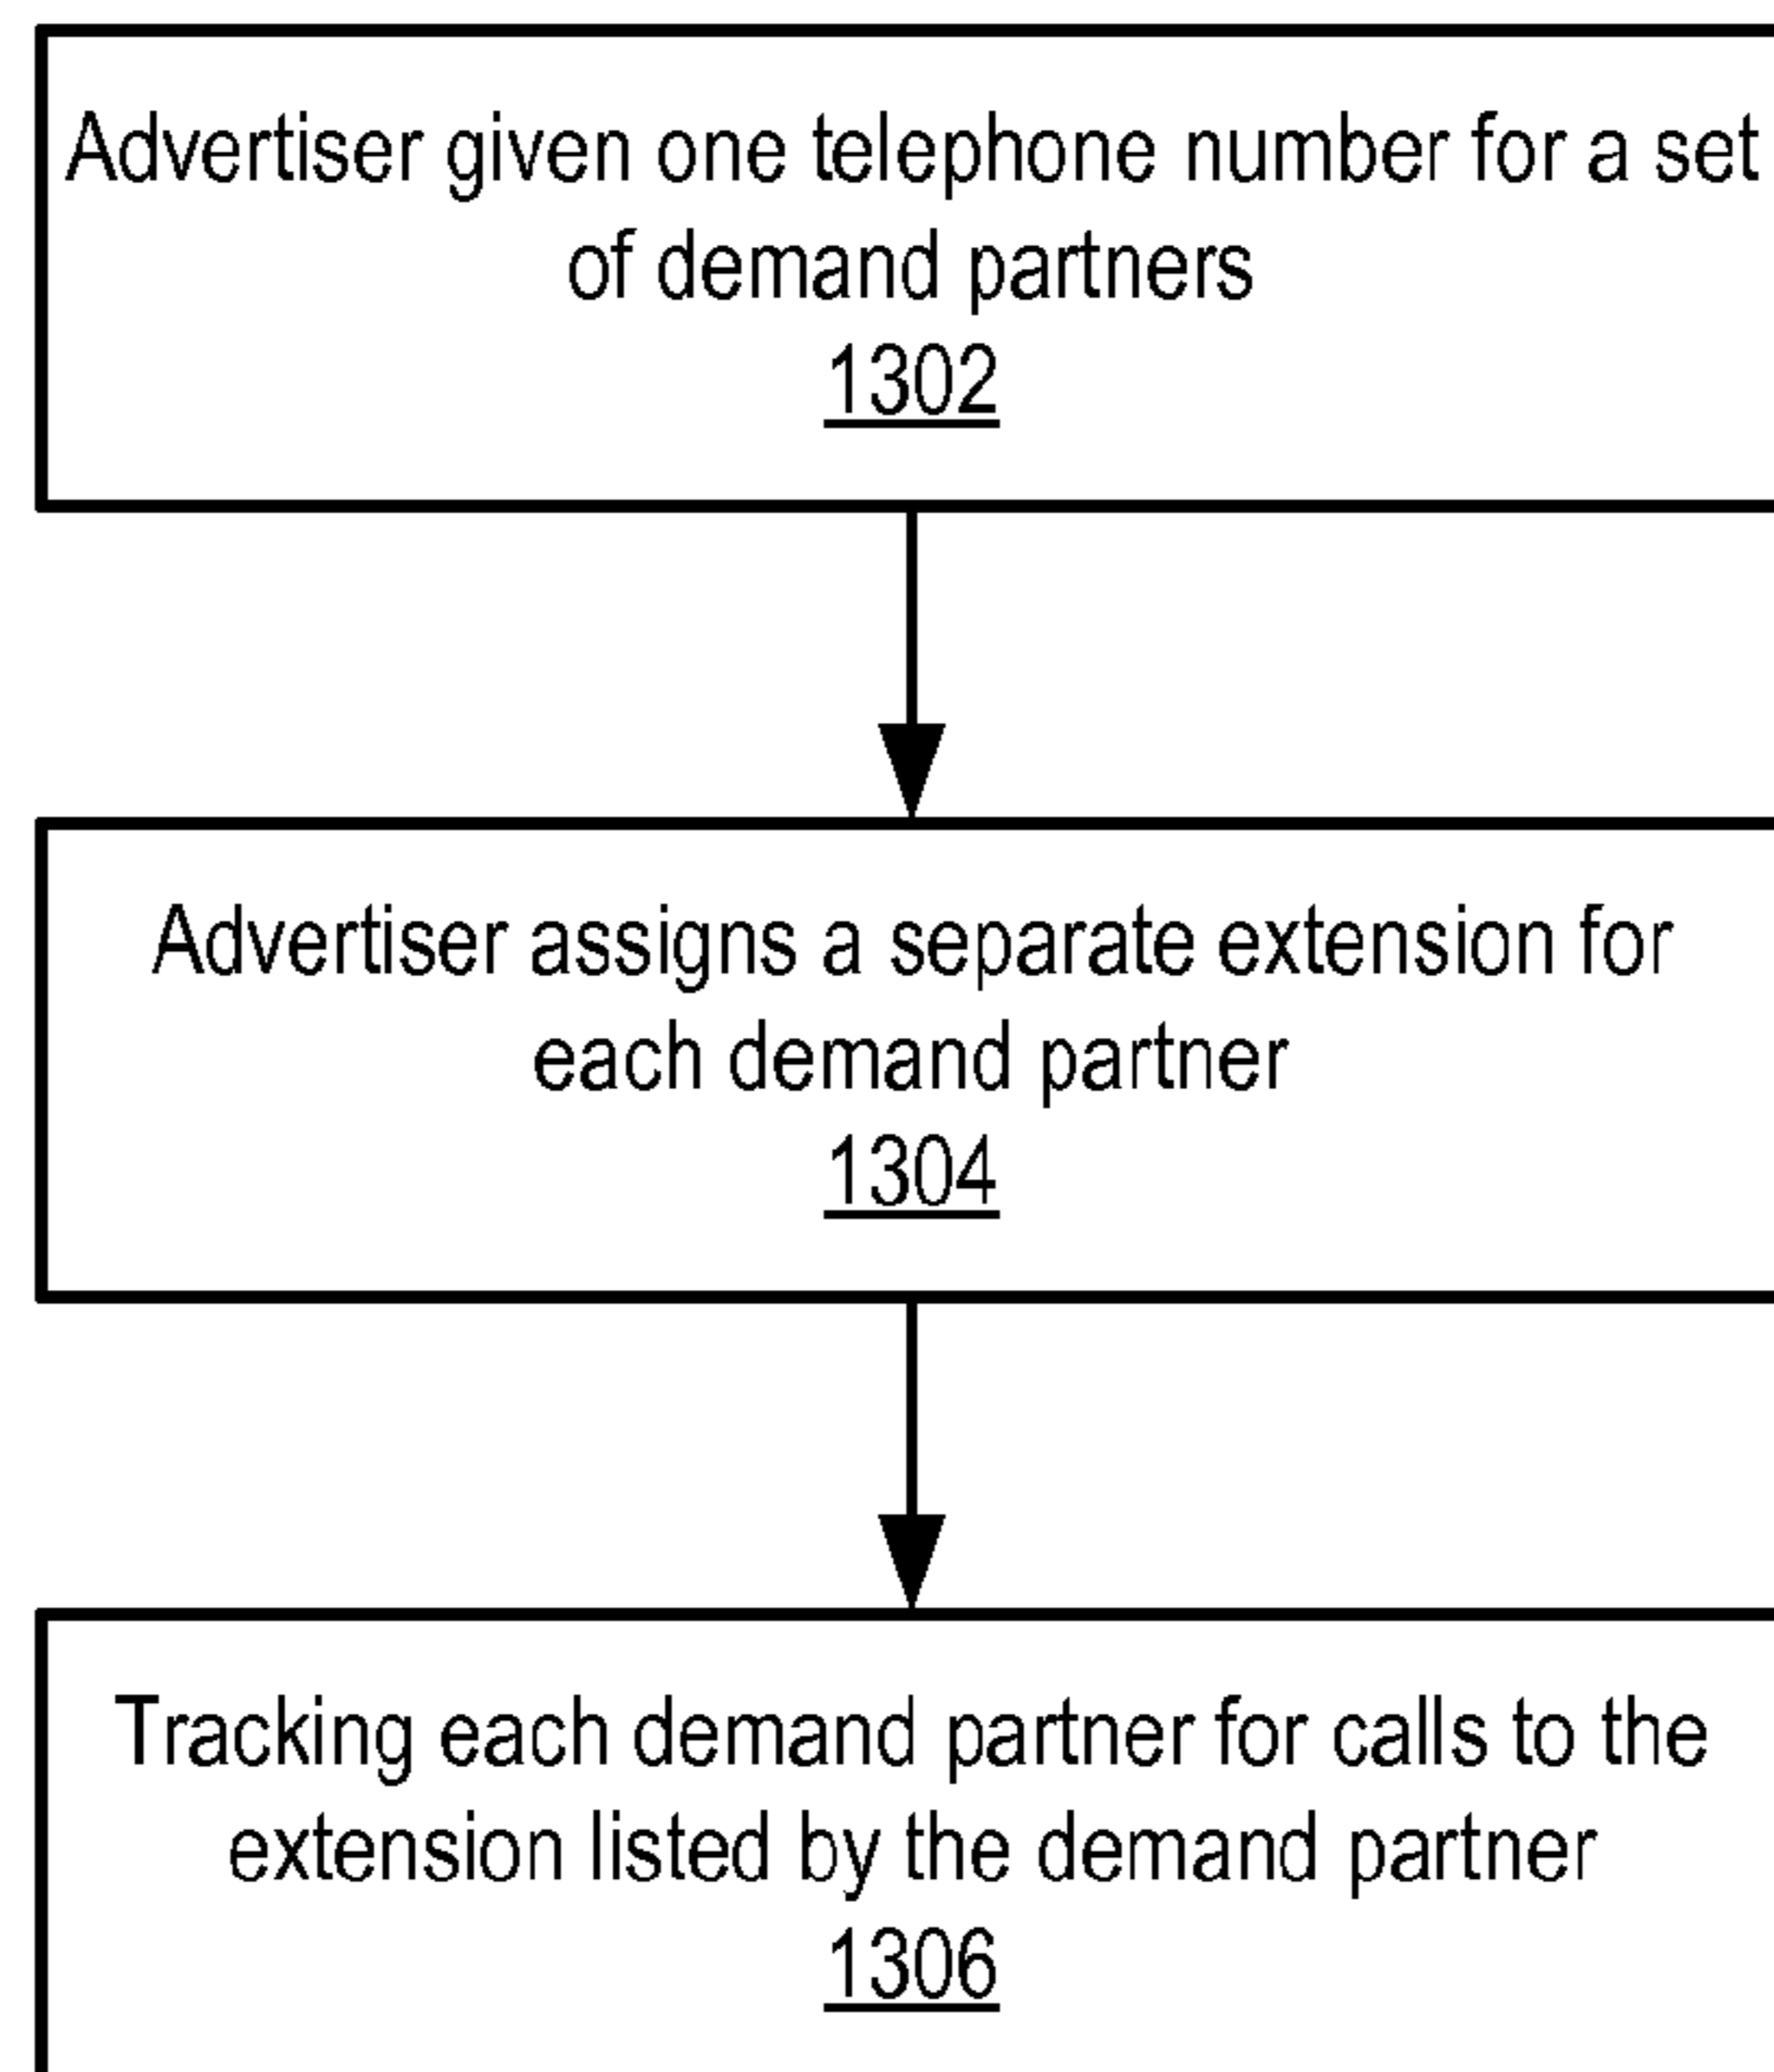 Advertiser given one telephone number for a set
of demand partners
1302
Advertiser assigns a separate extension for
each demand partner
1304
Tracking each demand partner for calls to the
extension listed by the demand partner
1306